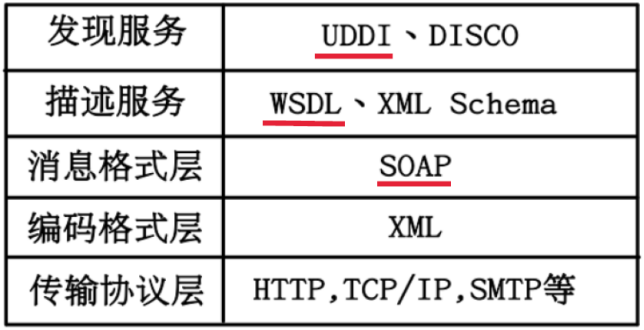 发现服务 UDDI、DISCO
描述服务 WSDL、XML Schema
消息格式层 SOAP
编码格式层 XML
传输协议层 HTTP,TCP/IP,SMTP等